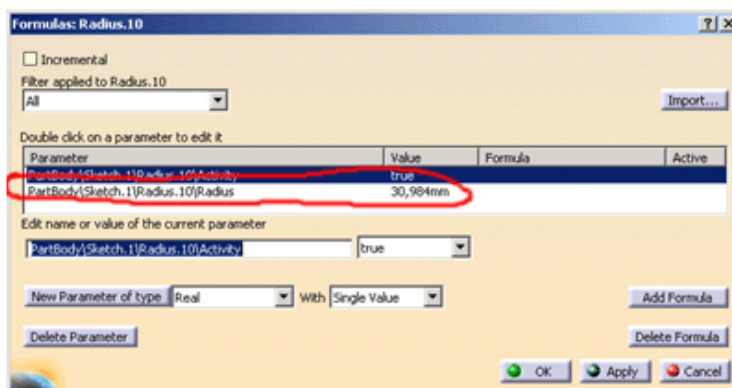 Formulas: Radius.10
Incremental
Filter applied to Radius.10
All
Import...
Double click on a parameter to edit it
Parameter Value Formula Active
PartBody\Sketch.1\Radius.10\Activity true
PartBody\Sketch.1\Radius.10\Radius 30,984mm
Edit name or value of the current parameter
PartBody\Sketch.1\Radius.10\Activity true
New Parameter of type Real With Single Value Add Formula
Delete Parameter Delete Formula
OK Apply Cancel